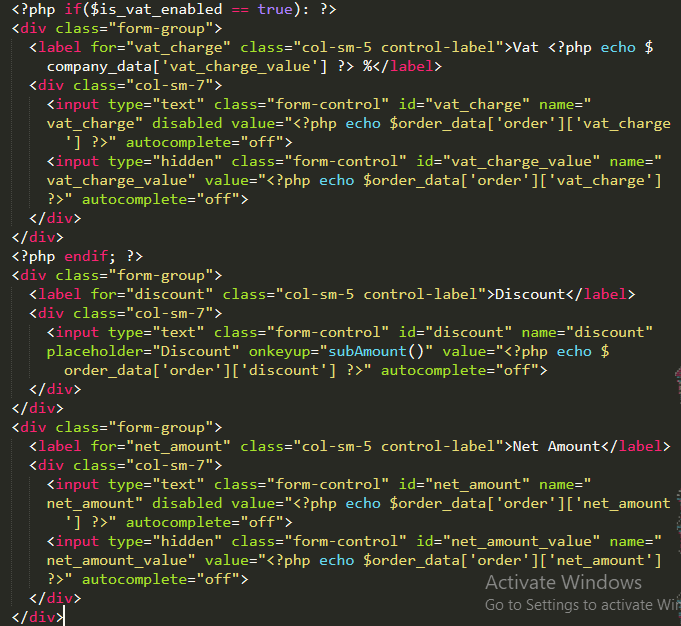 <?php if($is_vat_enabled == true): ?>
<div class="form-group">
<label for="vat_charge" class="col-sm-5 control-label">Vat <?php echo $
company_data['vat_charge_value'] ?> %</label>
<div class="col-sm-7">
<input type="text" class="form-control" id="vat_charge" name="
vat_charge" disabled value="<?php echo $order_data['order']['vat_charge
'] ?>" autocomplete="off">
<input type="hidden" class="form-control" id="vat_charge_value" name="
vat_charge_value" value="<?php echo $order_data['order']['vat_charge']
?>" autocomplete="off">
</div>
</div>
<?php endif; ?>
<div class="form-group">
<label for="discount" class="col-sm-5 control-label">Discount</label>
<div class="col-sm-7">
<input type="text" class="form-control" id="discount" name="discount"
placeholder="Discount" onkeyup="subAmount()" value="<?php echo $
order_data['order']['discount'] ?>" autocomplete="off">
</div>
</div>
<div class="form-group">
<label for="net_amount" class="col-sm-5 control-label">Net Amount</label>
<div class="col-sm-7">
<input type="text" class="form-control" id="net_amount" name="
net_amount" disabled value="<?php echo $order_data['order']['net_amount
'] ?>" autocomplete="off">
<input type="hidden" class="form-control" id="net_amount_value" name="
net_amount_value" value="<?php echo $order_data['order']['net_amount']
?>" autocomplete="off">
</div>
</div>
Activate Windows
Go to Settings to activate Win